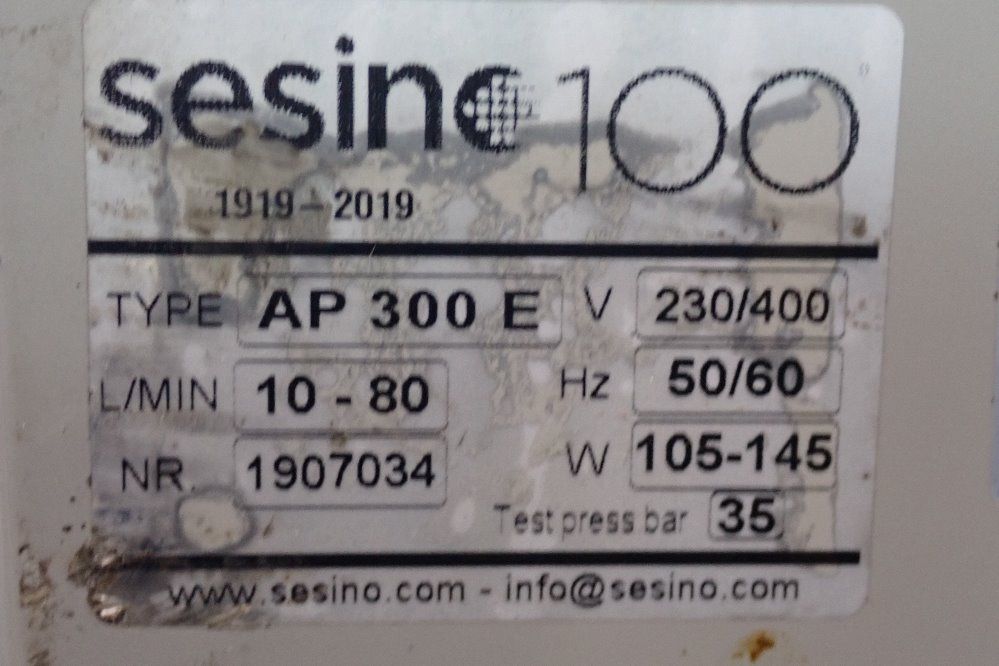 sesino 100
1919 - 2019
TYPE AP 300 E V 230/400
L/MIN 10 - 80 Hz 50/60
NR. 1907034 W 105-145
Test press bar 35
www.sesino.com - info@sesino.com